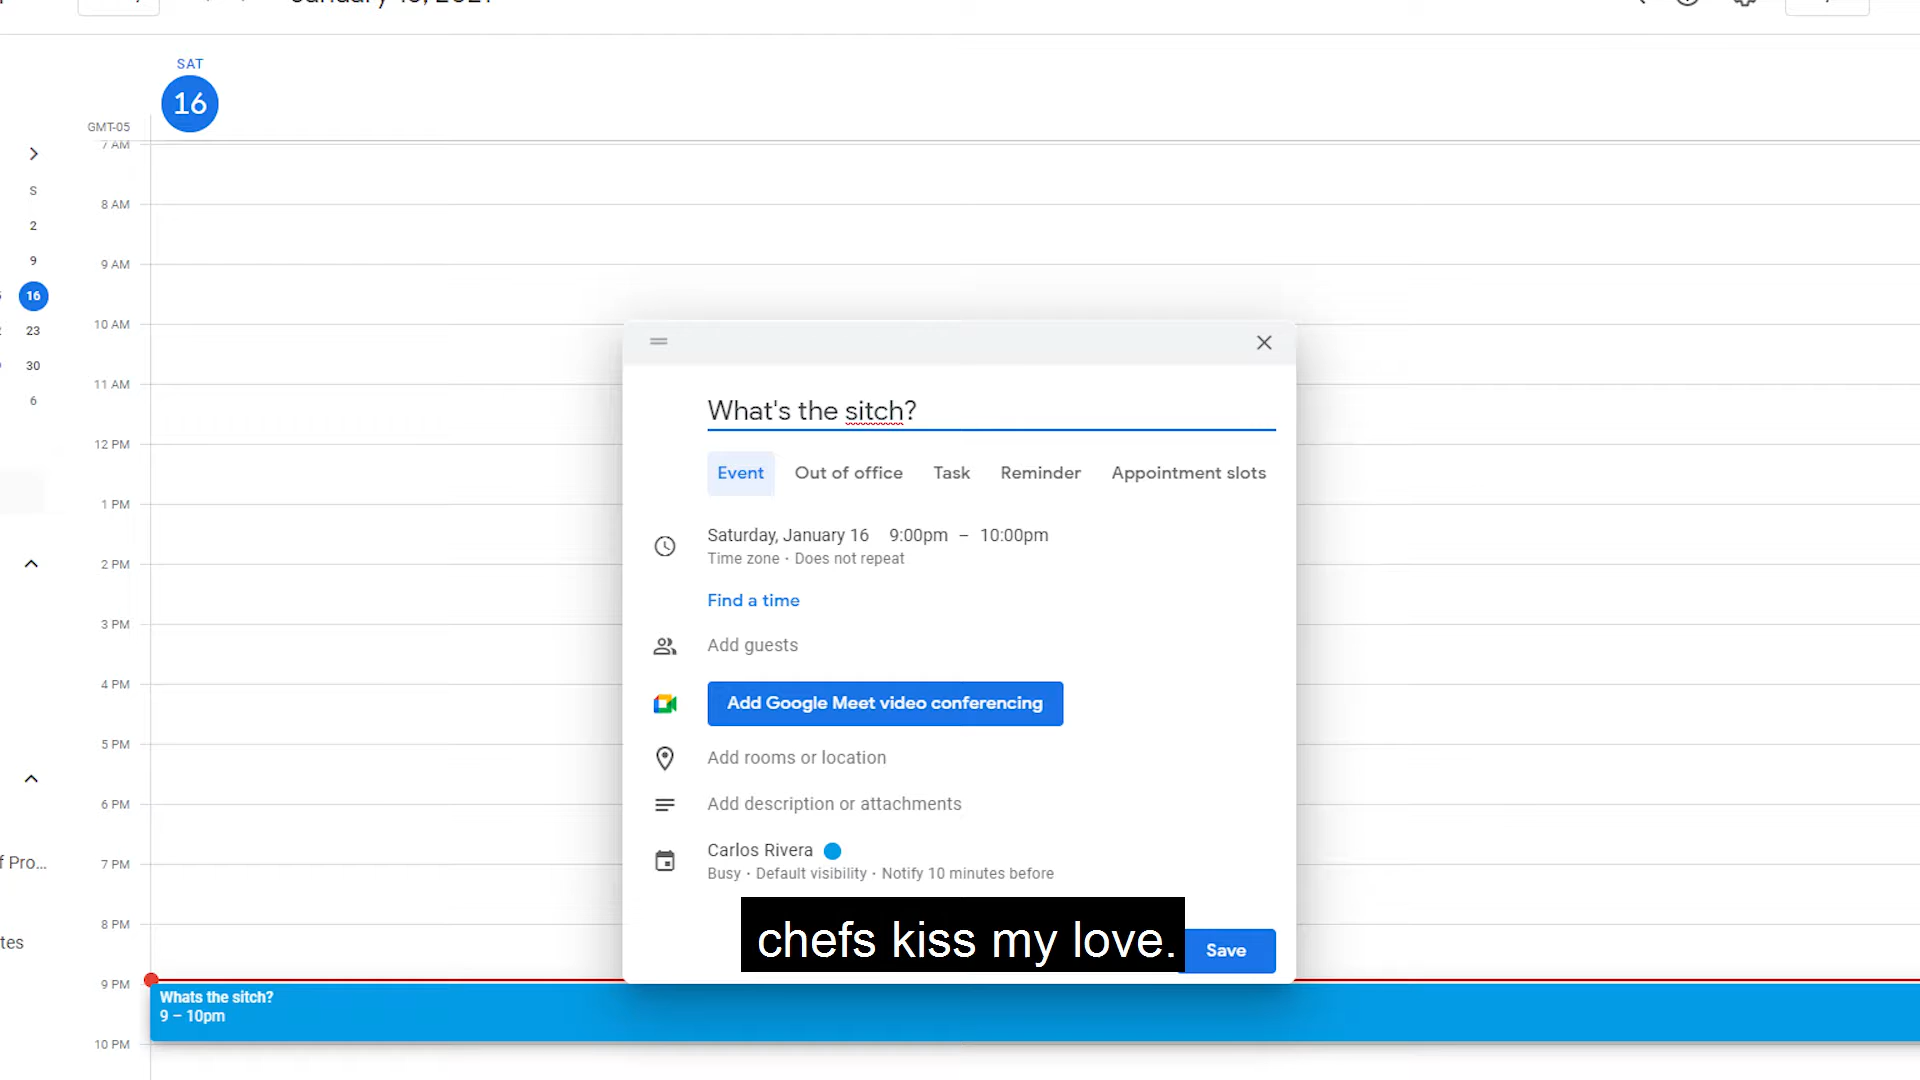 SAT
16
GMT-05
7 AM
S
8 AM
2
9
9 AM
16
10 AM
23
30
11 AM
6
What's the sitch?
12 PM
Event Out of office Task Reminder Appointment slots
1 PM
Saturday, January 16 9:00pm – 10:00pm
Time zone · Does not repeat
2 PM
Find a time
3 PM
Add guests
4 PM
Add Google Meet video conferencing
5 PM
Add rooms or location
6 PM
Add description or attachments
Carlos Rivera
f Pro...
7 PM
Busy · Default visibility · Notify 10 minutes before
8 PM
chefs kiss my love.
Save
tes
9 PM
Whats the sitch?
9 – 10pm
10 PM